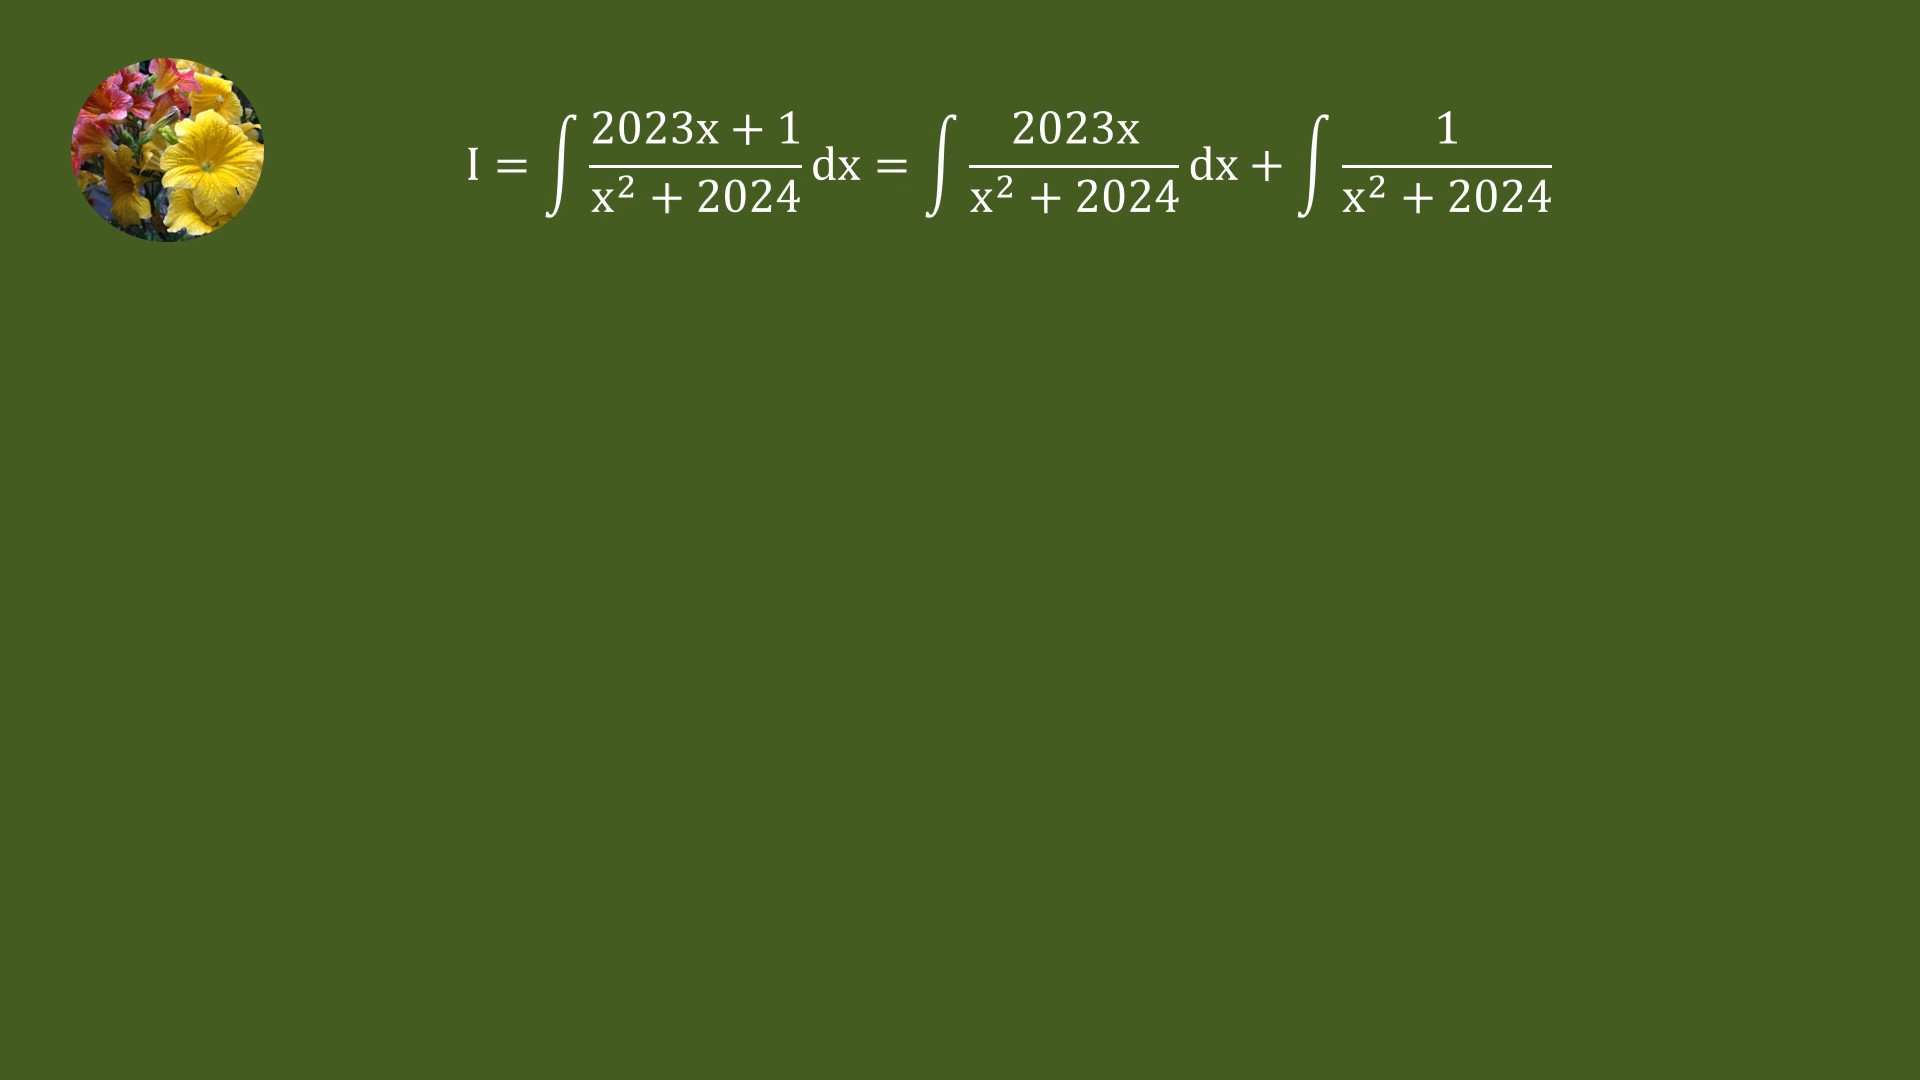 I = ∫ (2023x + 1)/(x² + 2024) dx = ∫ 2023x/(x² + 2024) dx + ∫ 1/(x² + 2024)